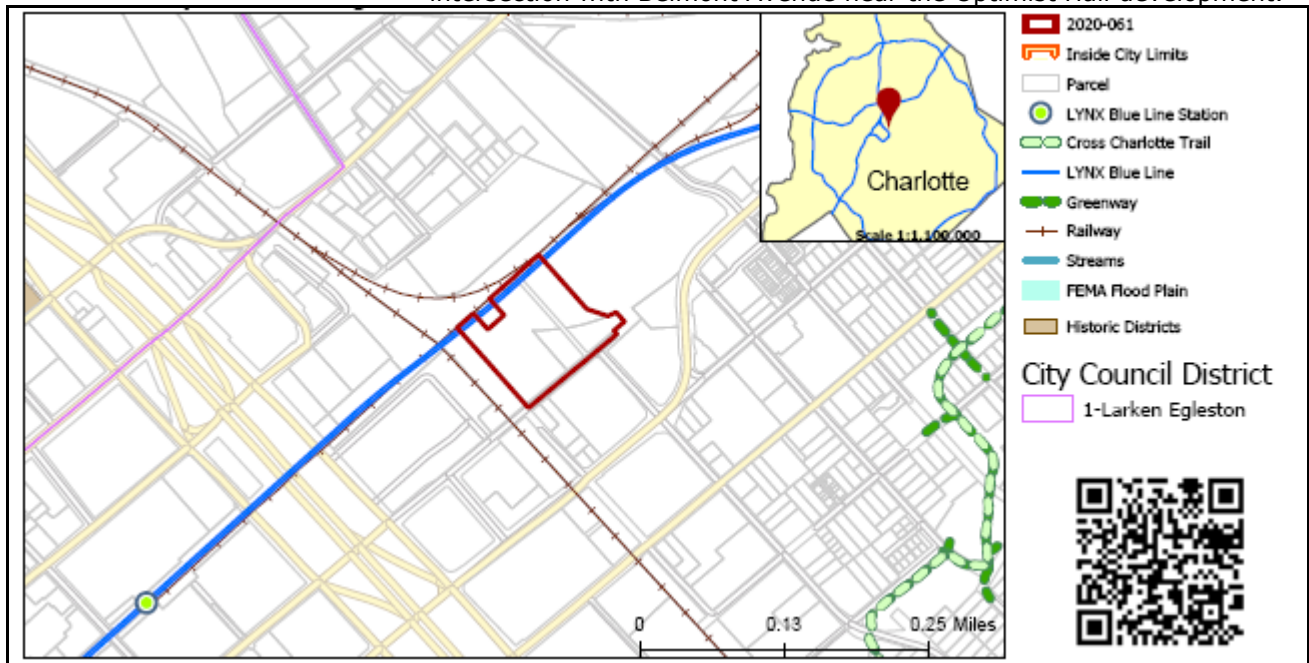 intersection with Belmont Avenue near the Optimist Hall development.
Charlotte
Scale 1:1,100,000
0 0.13 0.25 Miles
2020-061
Inside City Limits
Parcel
LYNX Blue Line Station
Cross Charlotte Trail
LYNX Blue Line
Greenway
Railway
Streams
FEMA Flood Plain
Historic Districts
City Council District
1-Larken Egleston